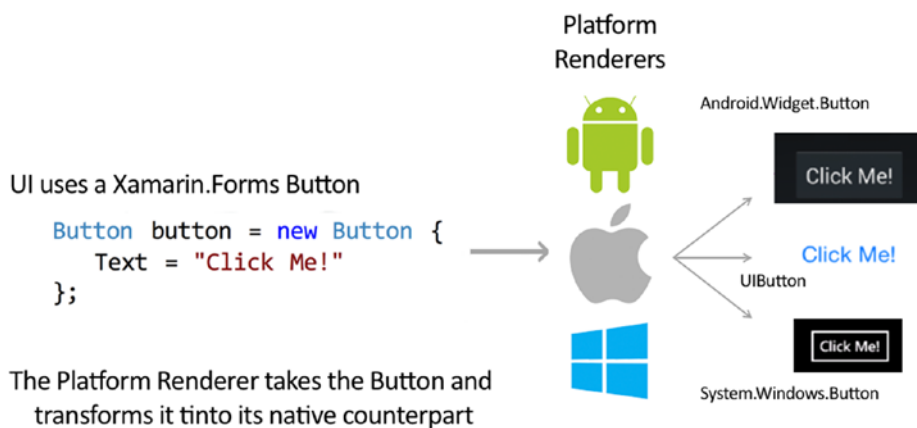 Platform
Renderers
Android.Widget.Button
Click Me!
UI uses a Xamarin.Forms Button
Button button = new Button {
Text = "Click Me!"
};
Click Me!
UIButton
Click Me!
The Platform Renderer takes the Button and
transforms it tinto its native counterpart
System.Windows.Button